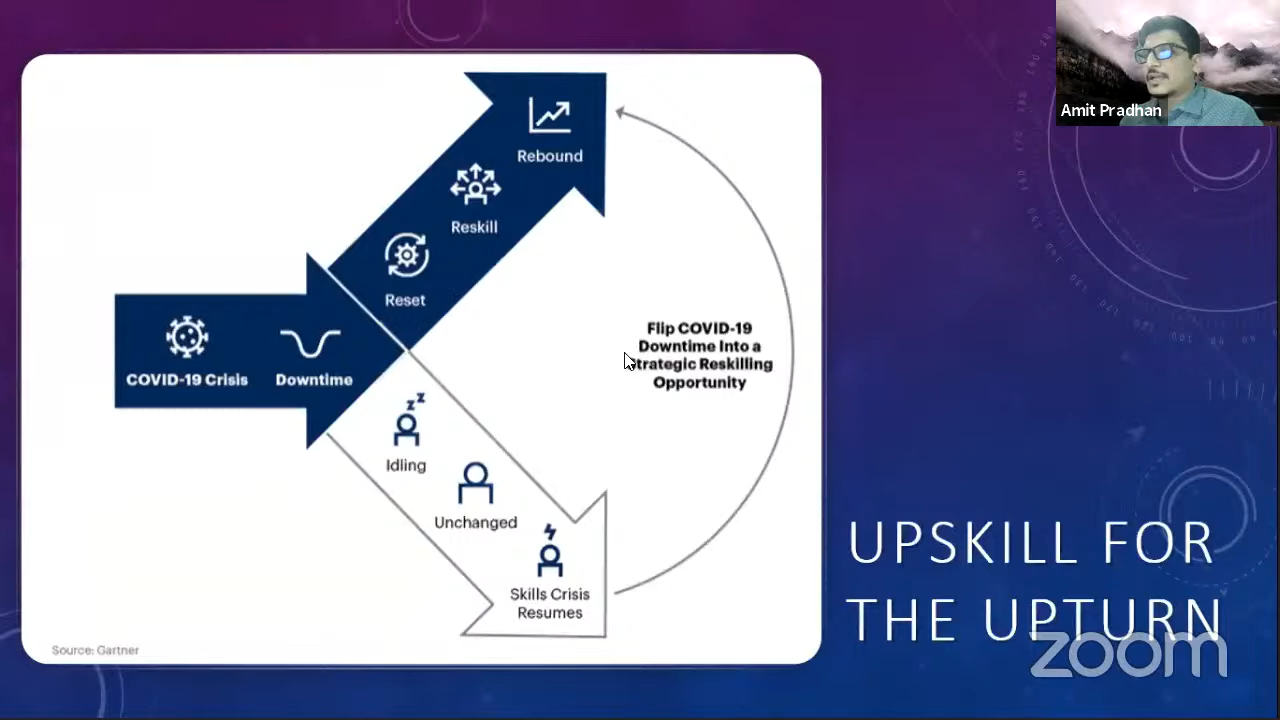 Amit Pradhan
Rebound
Reskill
Reset
COVID-19 Crisis
Downtime
Flip COVID-19
Downtime Into a
Strategic Reskilling
Opportunity
z z
Idling
Unchanged
Skills Crisis
Resumes
Source: Gartner
UPSKILL FOR
THE UPTURN
zoom